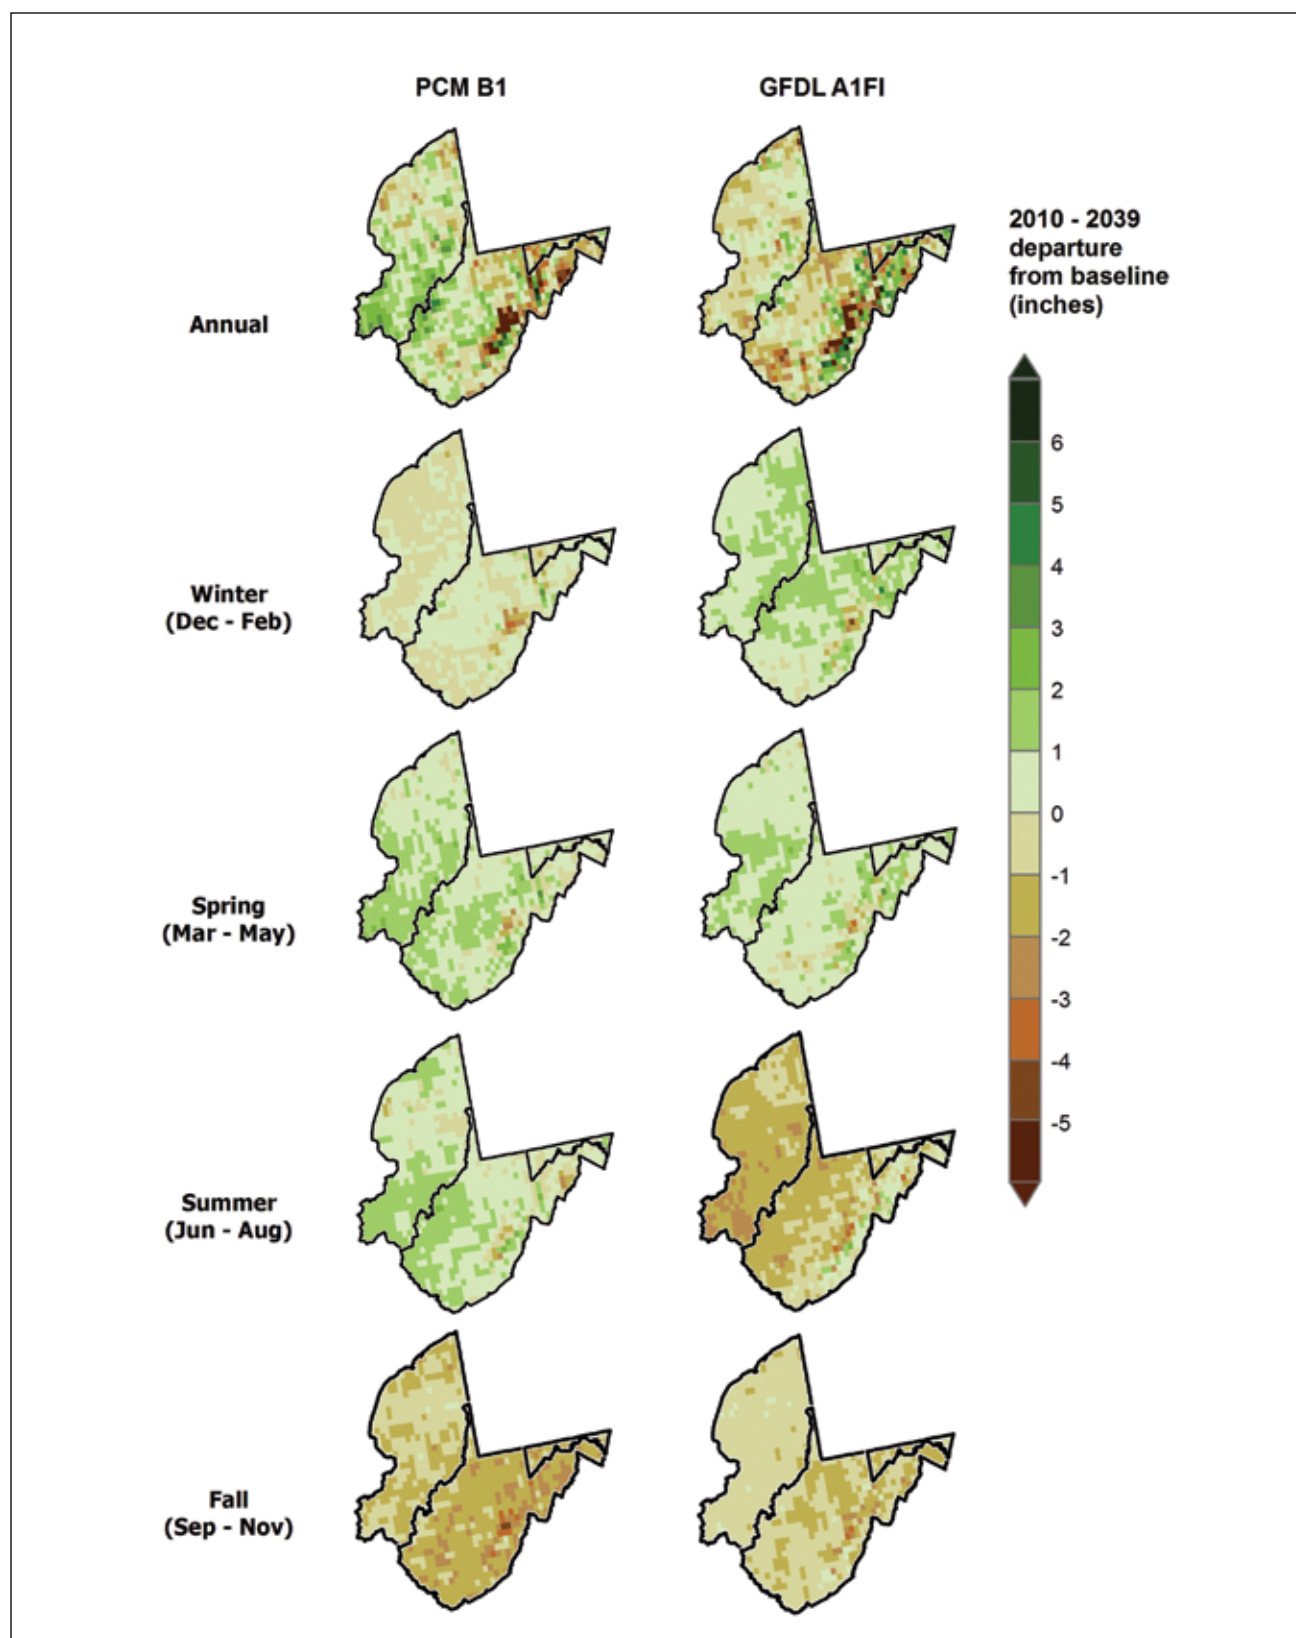 PCM B1
GFDL A1FI
2010 - 2039
departure
from baseline
(inches)
Annual
6
5
4
3
2
1
0
-1
-2
-3
-4
-5
Winter
(Dec - Feb)
Spring
(Mar - May)
Summer
(Jun - Aug)
Fall
(Sep - Nov)